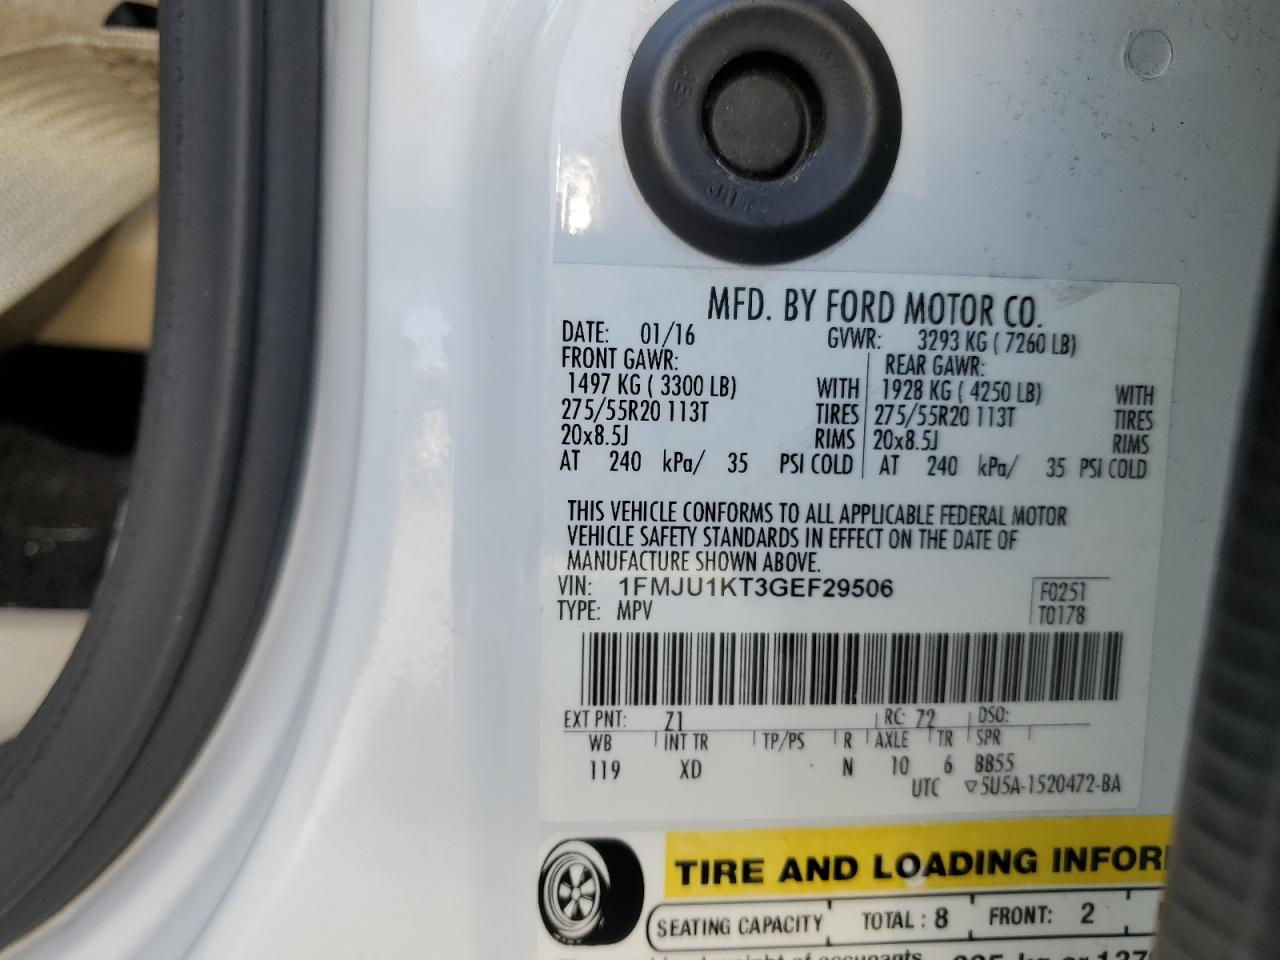 MFD. BY FORD MOTOR CO.
DATE: 01/16 GVWR: 3293 KG ( 7260 LB)
FRONT GAWR: REAR GAWR:
1497 KG ( 3300 LB) WITH 1928 KG ( 4250 LB) WITH
275/55R20 113T TIRES 275/55R20 113T TIRES
20x8.5J RIMS 20x8.5J RIMS
AT 240 kPa/ 35 PSI COLD AT 240 kPa/ 35 PSI COLD
THIS VEHICLE CONFORMS TO ALL APPLICABLE FEDERAL MOTOR
VEHICLE SAFETY STANDARDS IN EFFECT ON THE DATE OF
MANUFACTURE SHOWN ABOVE.
VIN: 1FMJU1KT3GEF29506 F0251
TYPE: MPV T0178
EXT PNT: Z1 RC: 72 DSO:
WB INT TR TP/PS R AXLE TR SPR
119 XD N 10 6 BB55
UTC ▽5U5A-1520472-BA
TIRE AND LOADING INFOR
SEATING CAPACITY TOTAL : 8 FRONT: 2